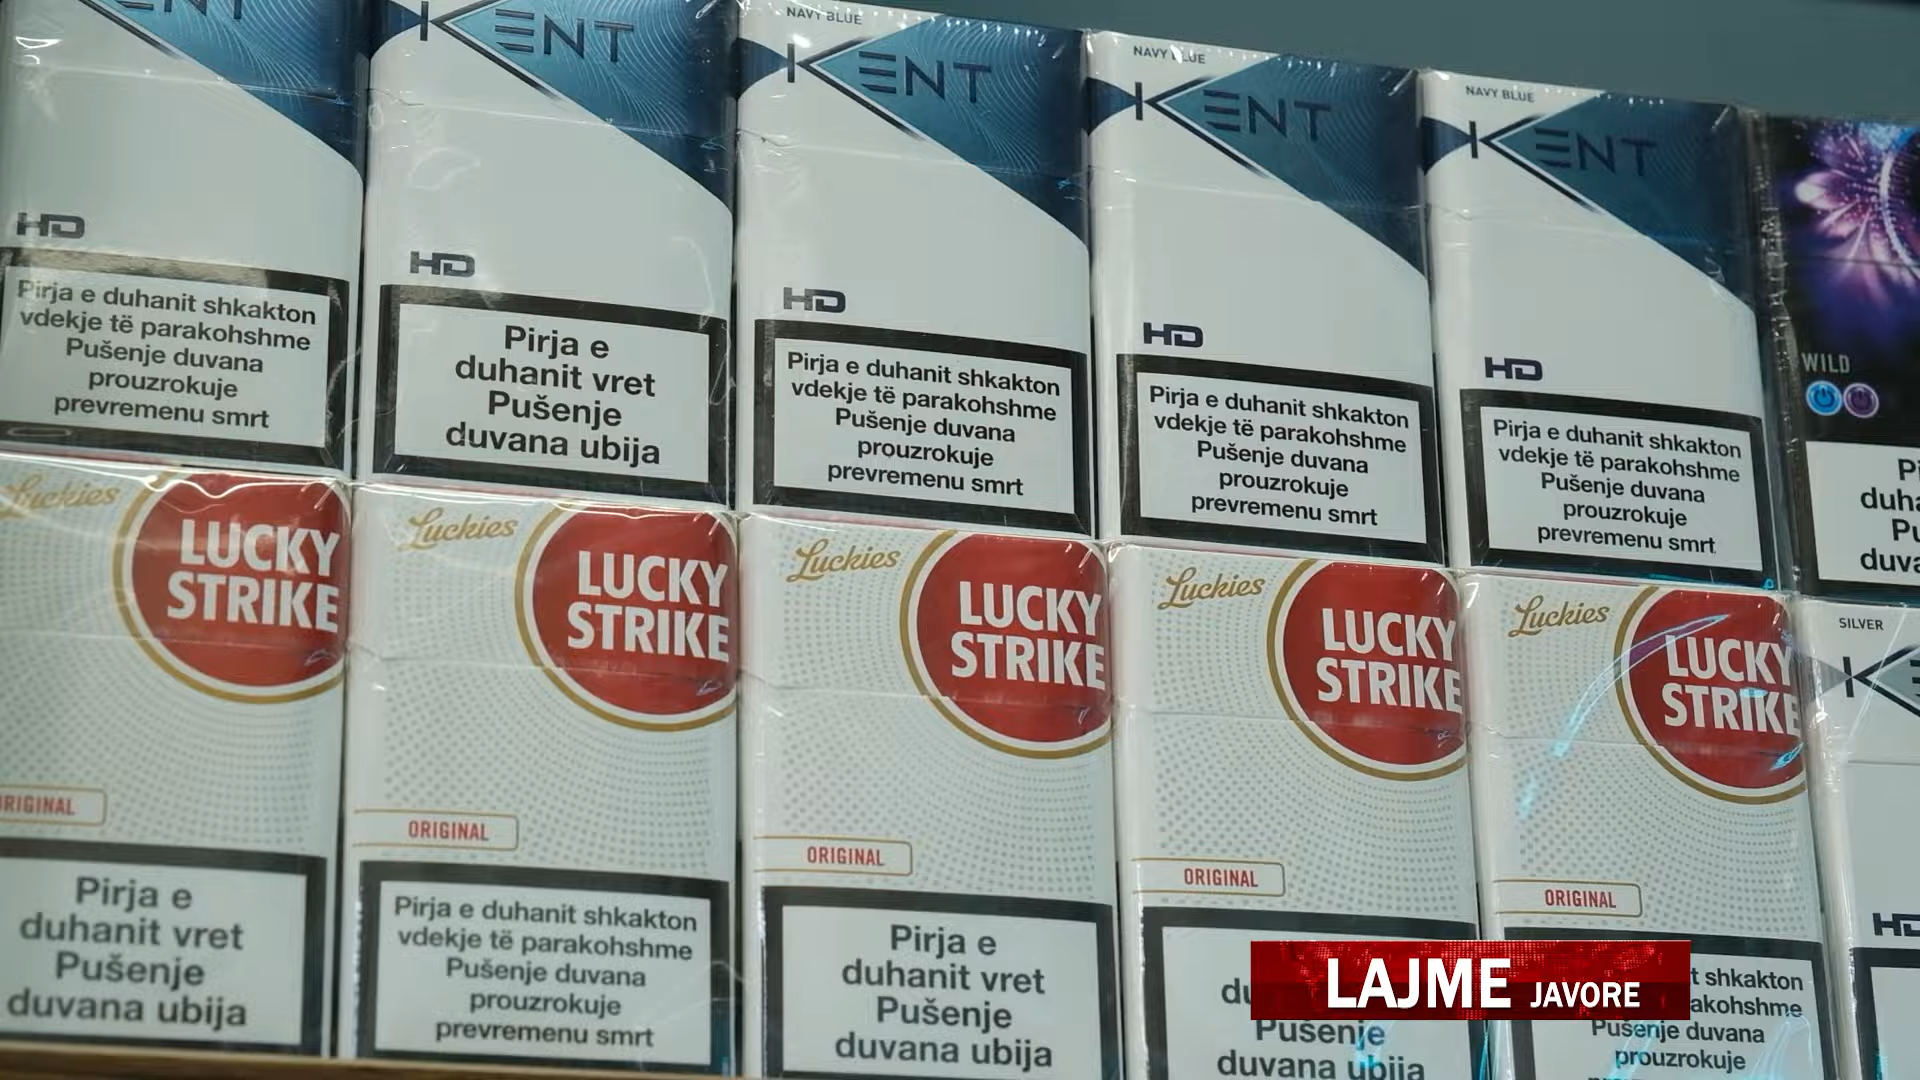 KENT
HD
Pirja e duhanit shkakton
vdekje të parakohshme
Pušenje duvana
prouzrokuje
prevremenu smrt
KENT
HD
Pirja e
duhanit vret
Pušenje
duvana ubija
NAVY BLUE
KENT
HD
Pirja e duhanit shkakton
vdekje të parakohshme
Pušenje duvana
prouzrokuje
prevremenu smrt
NAVY BLUE
KENT
HD
Pirja e duhanit shkakton
vdekje të parakohshme
Pušenje duvana
prouzrokuje
prevremenu smrt
NAVY BLUE
KENT
HD
Pirja e duhanit shkakton
vdekje të parakohshme
Pušenje duvana
prouzrokuje
prevremenu smrt
WILD
Luckies
LUCKY
STRIKE
ORIGINAL
Pirja e
duhanit vret
Pušenje
duvana ubija
Luckies
LUCKY
STRIKE
ORIGINAL
Pirja e duhanit shkakton
vdekje të parakohshme
Pušenje duvana
prouzrokuje
prevremenu smrt
Luckies
LUCKY
STRIKE
ORIGINAL
Pirja e
duhanit vret
Pušenje
duvana ubija
Luckies
LUCKY
STRIKE
ORIGINAL
Pušenje
duvana ubija
Luckies
LUCKY
STRIKE
ORIGINAL
shkakton
Pušenje duvana
prouzrokuje
SILVER
LAJME JAVORE